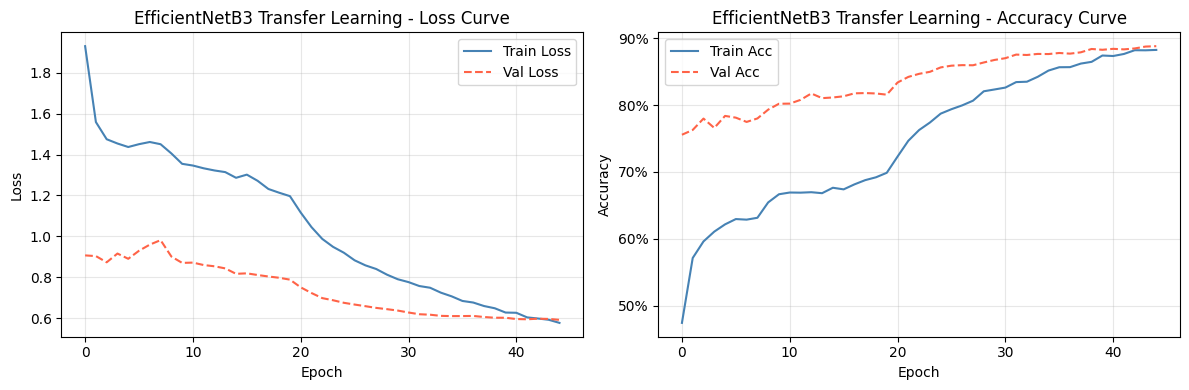 EfficientNetB3 Transfer Learning - Loss Curve
Train Loss
Val Loss
1.8
1.6
1.4
1.2
1.0
0.8
0.6
Loss
0 10 20 30 40
Epoch
EfficientNetB3 Transfer Learning - Accuracy Curve
Train Acc
Val Acc
90%
80%
70%
60%
50%
Accuracy
0 10 20 30 40
Epoch